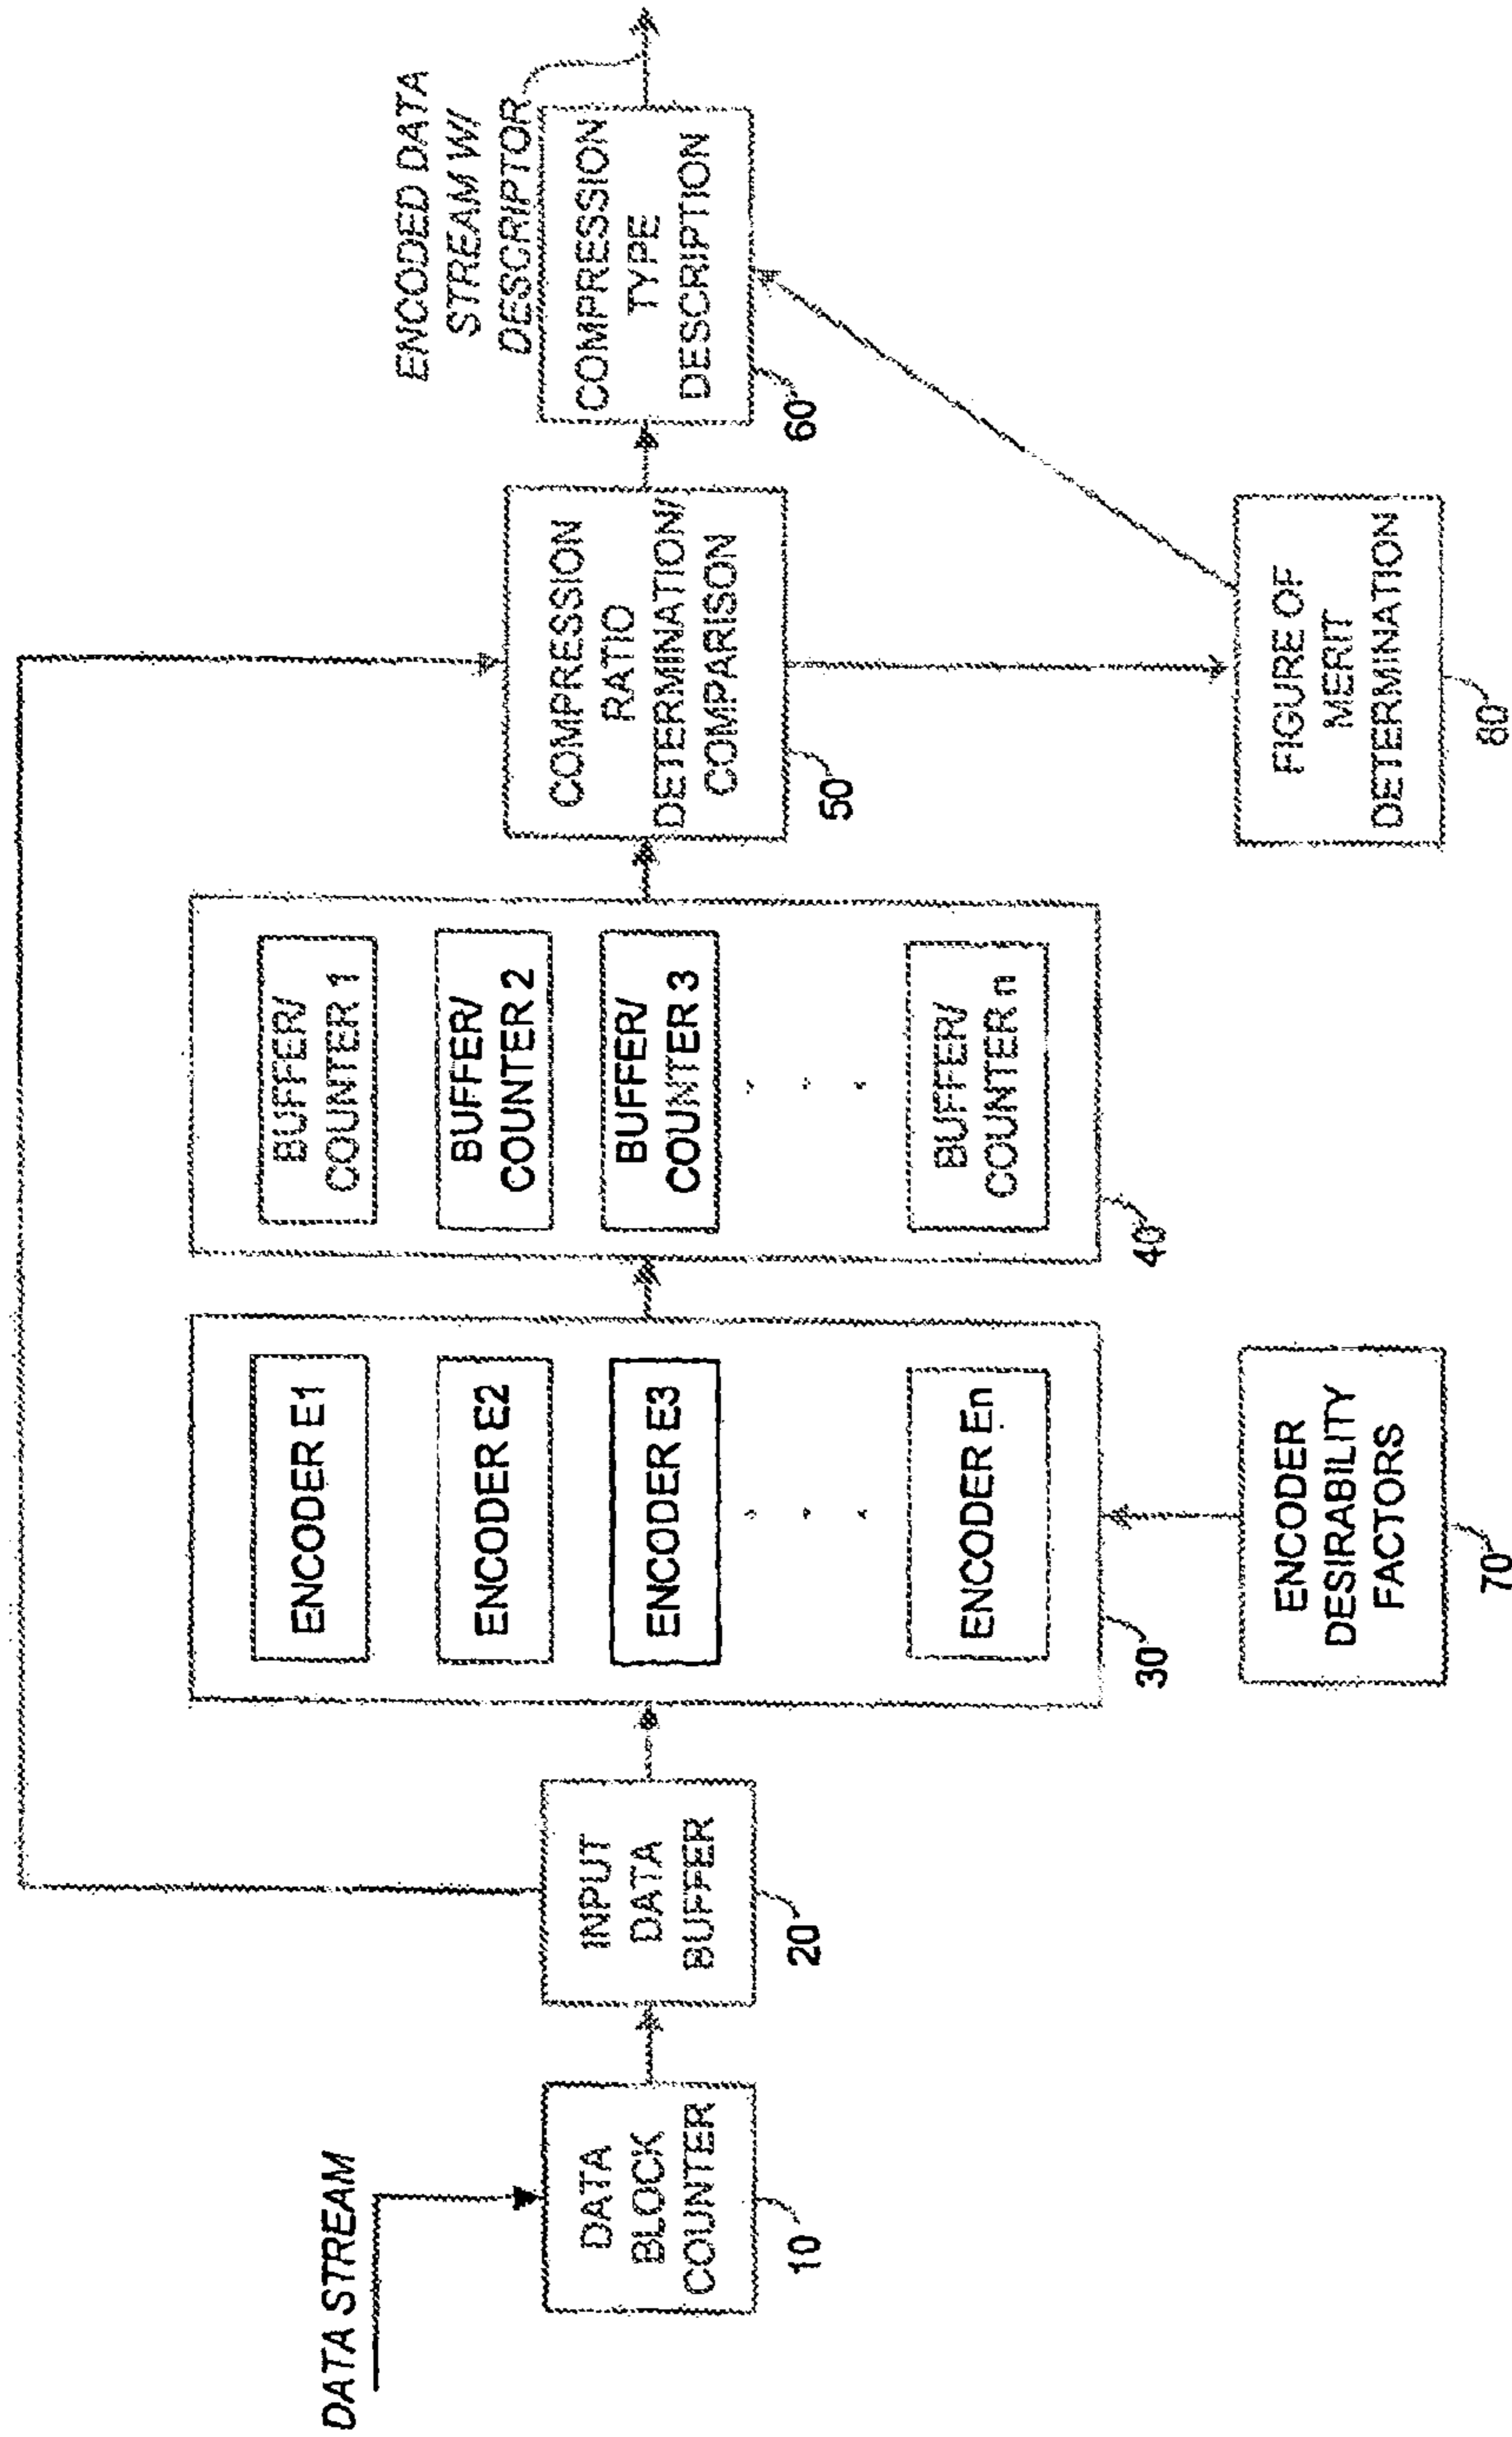 DATA STREAM
DATA
BLOCK
COUNTER
10
INPUT
DATA
BUFFER
20
ENCODER E1
ENCODER E2
ENCODER E3
. . .
ENCODER En
30
ENCODER
DESIRABILITY
FACTORS
70
BUFFER/
COUNTER 1
BUFFER/
COUNTER 2
BUFFER/
COUNTER 3
. . .
BUFFER/
COUNTER n
40
COMPRESSION
RATIO
DETERMINATION/
COMPARISON
50
FIGURE OF
MERIT
DETERMINATION
80
ENCODED DATA
STREAM W/
DESCRIPTOR
COMPRESSION
TYPE
DESCRIPTION
60